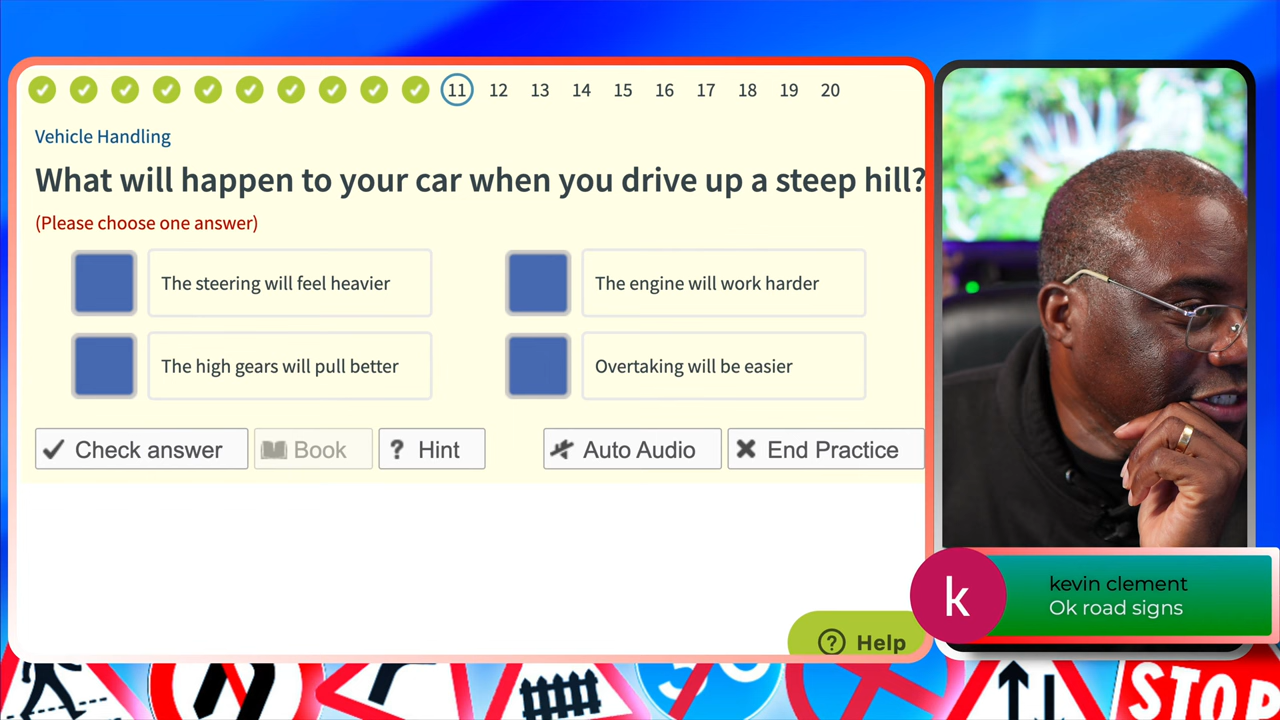 11 12 13 14 15 16 17 18 19 20
Vehicle Handling
What will happen to your car when you drive up a steep hill?
(Please choose one answer)
The steering will feel heavier
The engine will work harder
The high gears will pull better
Overtaking will be easier
Check answer
Book
? Hint
Auto Audio
End Practice
? Help
k
kevin clement
Ok road signs
STOP